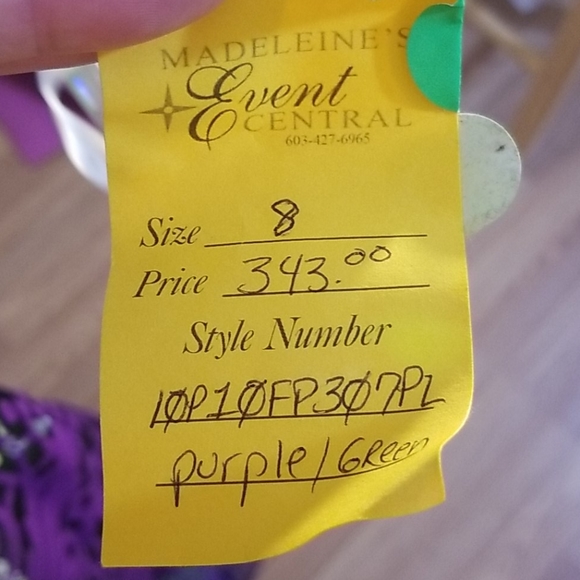 MADELEINE'S
Event
CENTRAL
603-427-6965
Size 8
Price 343.00
Style Number
10P10FP307PL
purple/Green